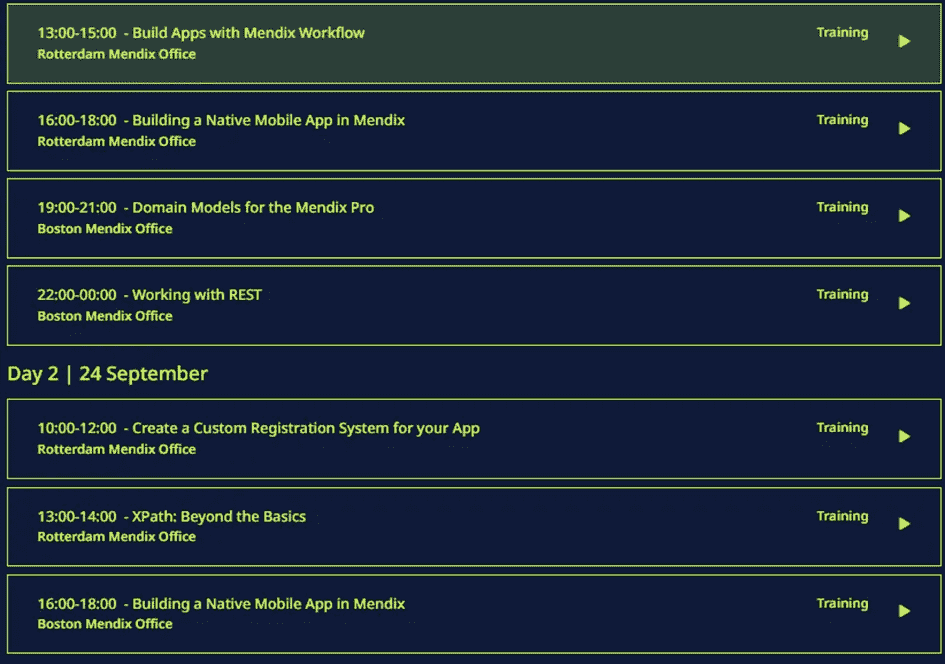 13:00-15:00 - Build Apps with Mendix Workflow
Training
Rotterdam Mendix Office
16:00-18:00 - Building a Native Mobile App in Mendix
Training
Rotterdam Mendix Office
19:00-21:00 - Domain Models for the Mendix Pro
Training
Boston Mendix Office
22:00-00:00 - Working with REST
Training
Boston Mendix Office
Day 2 | 24 September
10:00-12:00 - Create a Custom Registration System for your App
Training
Rotterdam Mendix Office
13:00-14:00 - XPath: Beyond the Basics
Training
Rotterdam Mendix Office
16:00-18:00 - Building a Native Mobile App in Mendix
Training
Boston Mendix Office